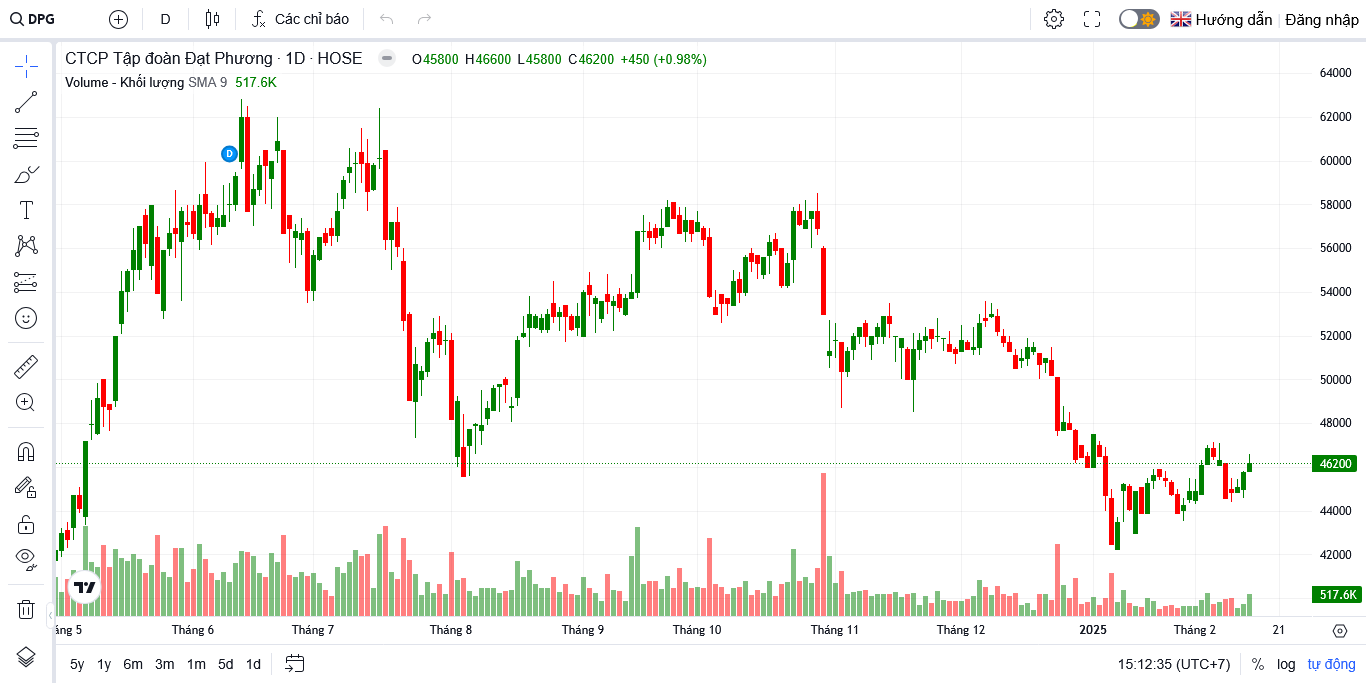 DPG D Các chỉ báo Hướng dẫn Đăng nhập
CTCP Tập đoàn Đạt Phương · 1D · HOSE O45800 H46600 L45800 C46200 +450 (+0.98%)
Volume - Khối lượng SMA 9 517.6K
D
64000
62000
60000
58000
56000
54000
52000
50000
48000
46200
44000
42000
517.6K
áng 5 Tháng 6 Tháng 7 Tháng 8 Tháng 9 Tháng 10 Tháng 11 Tháng 12 2025 Tháng 2 21
5y 1y 6m 3m 1m 5d 1d 15:12:35 (UTC+7) % log tự động